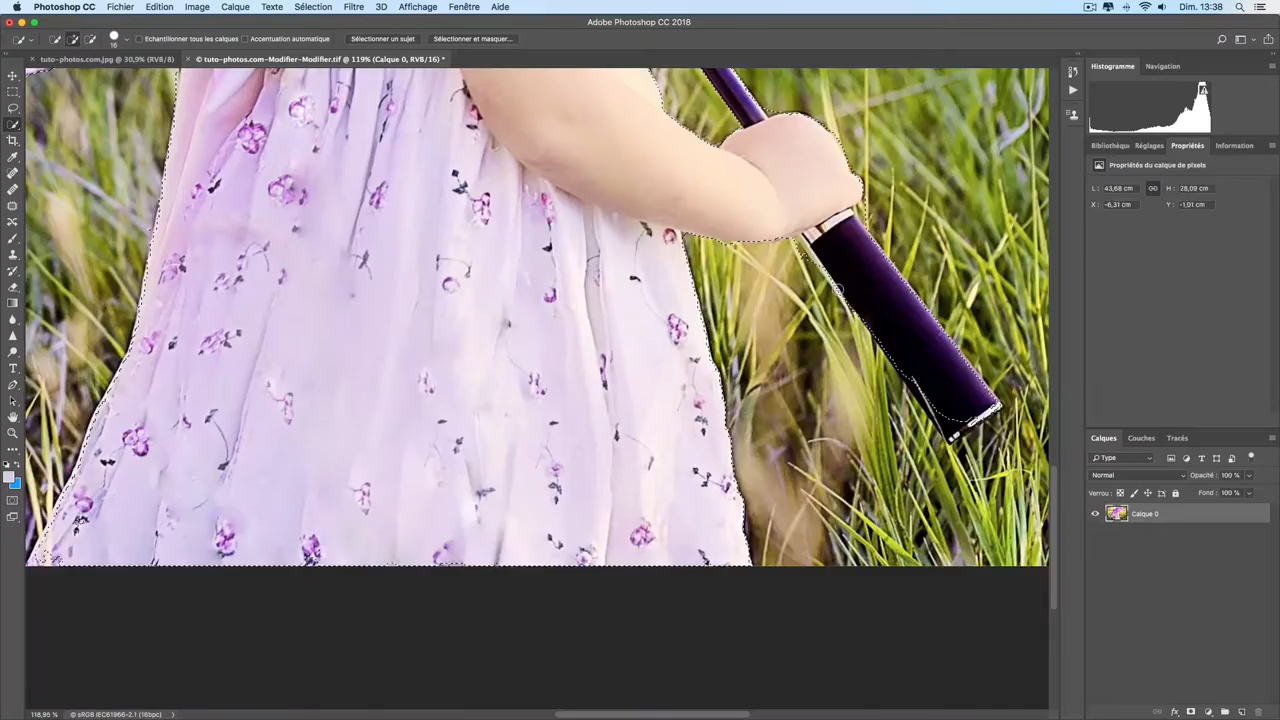 Photoshop CC Fichier Edition Image Calque Texte Sélection Filtre 3D Affichage Fenêtre Aide Dim. 13:38
Adobe Photoshop CC 2018
16 Echantillonner tous les calques Accentuation automatique Sélectionner un sujet Sélectionner et masquer...
tuto-photos.com.jpg @ 30,9% (RVB/8) © tuto-photos.com-Modifier-Modifier.tif @ 119% (Calque 0, RVB/16) *
Histogramme Navigation
Bibliothèqu Réglages Propriétés Information
Propriétés du calque de pixels
L : 43,68 cm GO H : 28,09 cm
X : -6,31 cm Y : -1,01 cm
Calques Couches Tracés
Type
Normal Opacité : 100 %
Verrou : Fond : 100 %
Calque 0
118,95 % © sRGB IEC61966-2.1 (16bpc)